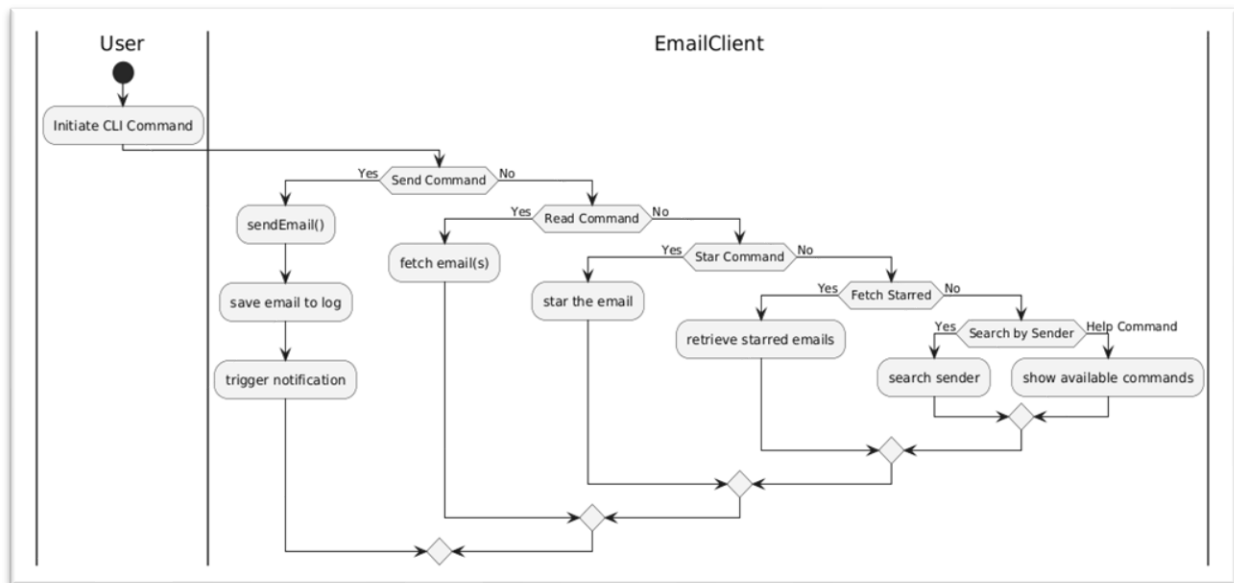 User
EmailClient
Initiate CLI Command
Yes
Send Command
No
sendEmail()
Yes
Read Command
No
save email to log
fetch email(s)
Yes
Star Command
No
trigger notification
star the email
Yes
Fetch Starred
No
retrieve starred emails
Yes
Search by Sender
Help Command
search sender
show available commands